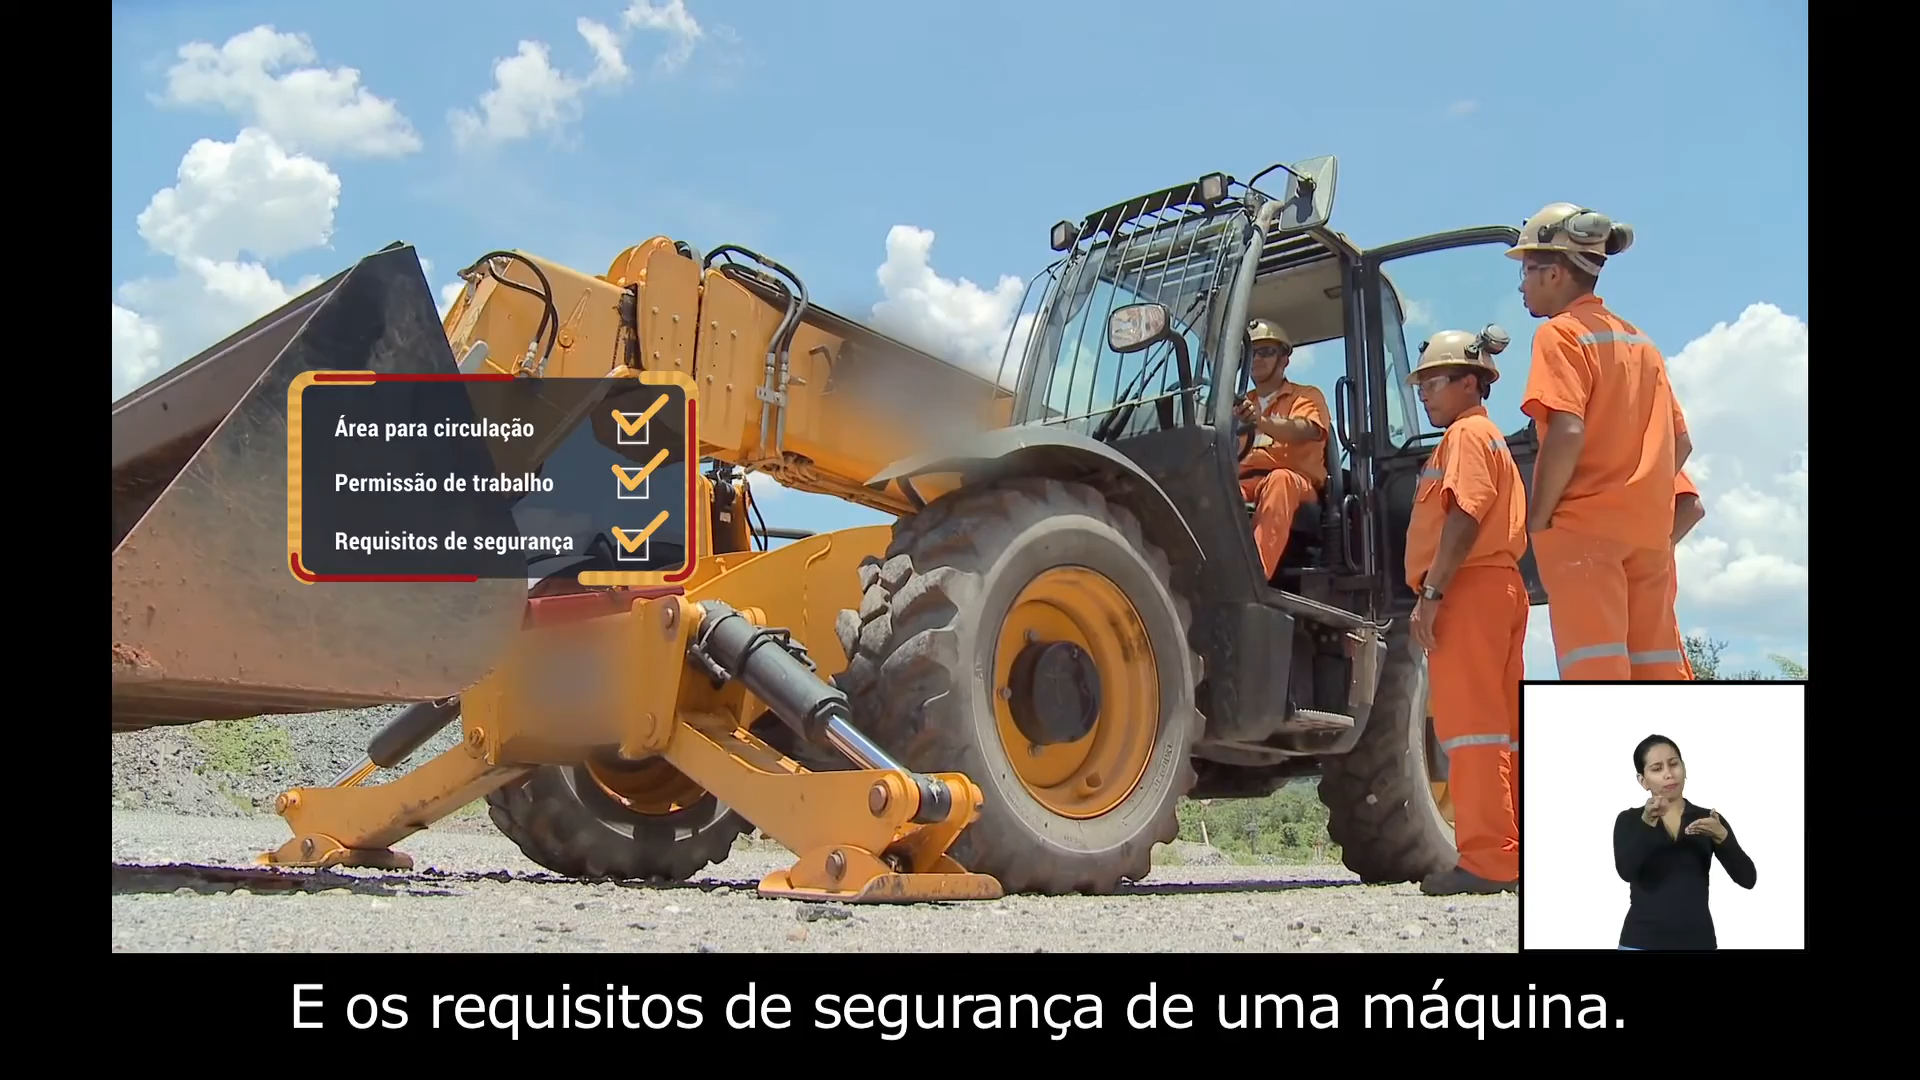 Área para circulação
Permissão de trabalho
Requisitos de segurança
E os requisitos de segurança de uma máquina.